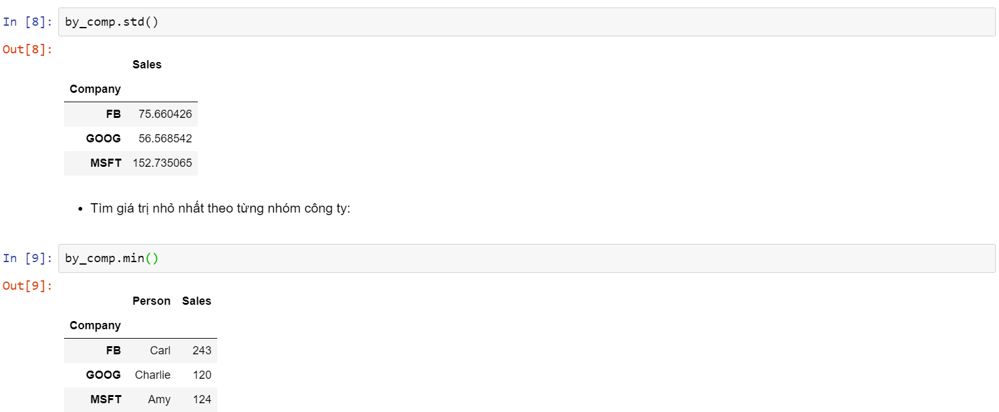 In [8]: by_comp.std()
Out[8]:
Sales
Company
FB 75.660426
GOOG 56.568542
MSFT 152.735065
• Tìm giá trị nhỏ nhất theo từng nhóm công ty:
In [9]: by_comp.min()
Out[9]:
Person Sales
Company
FB Carl 243
GOOG Charlie 120
MSFT Amy 124